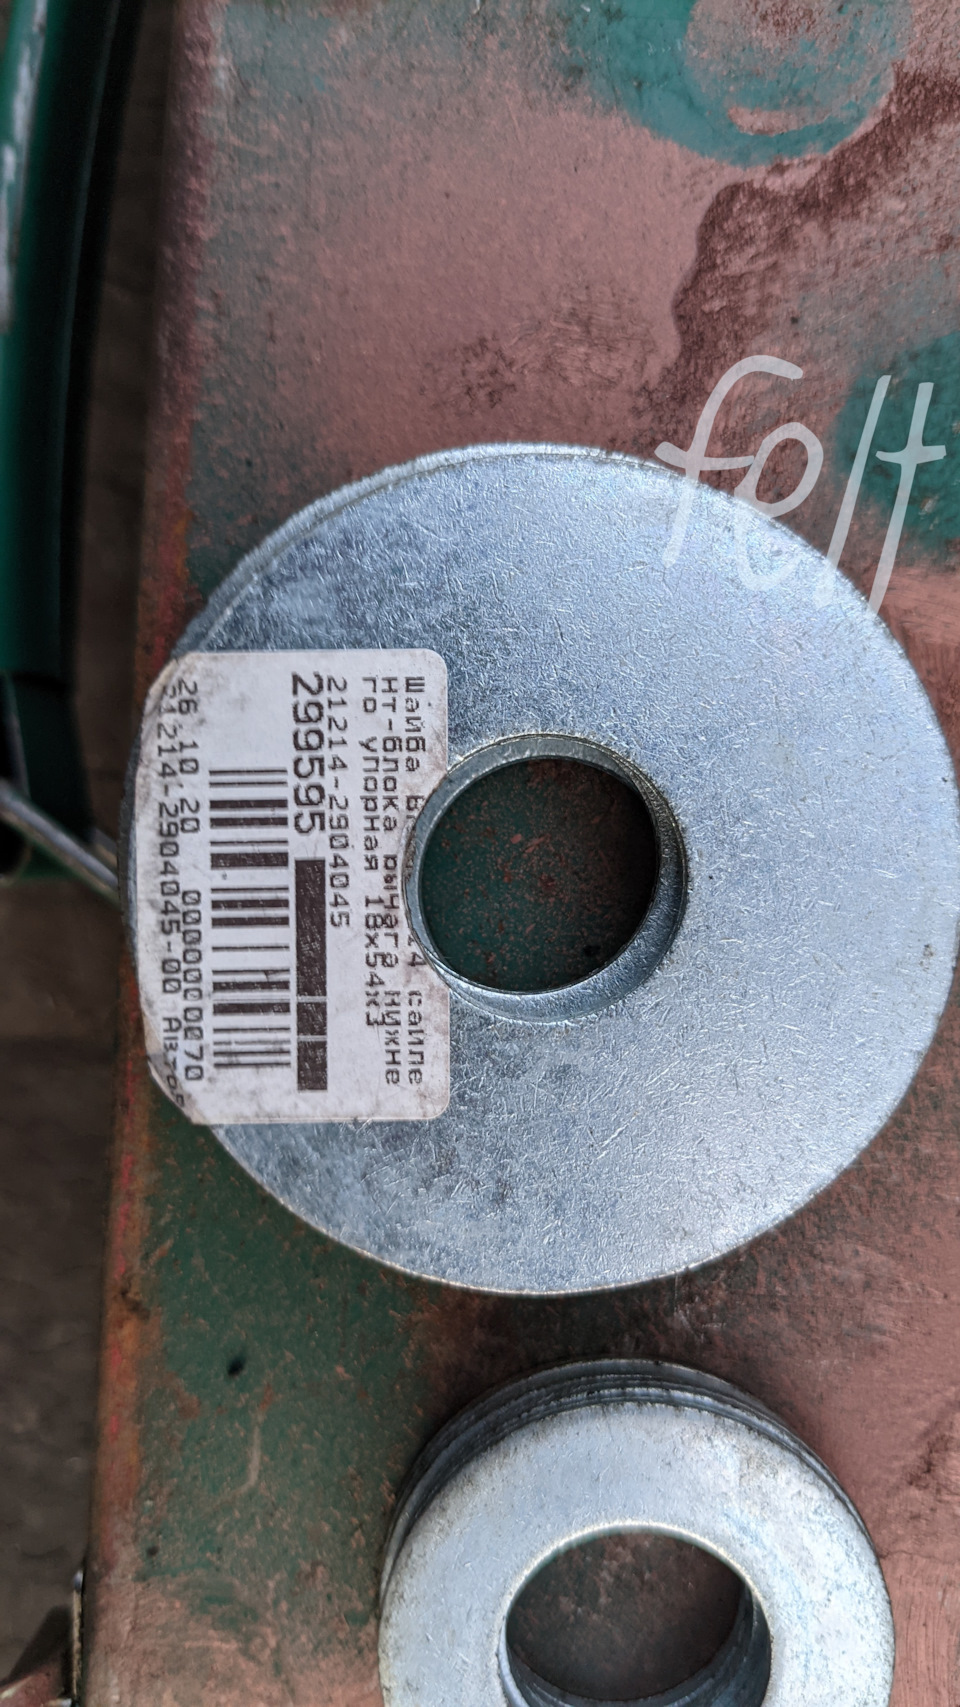 felt
Шайба сайле
нт-блока рычага нижне
го упорная 18х54х3
21214-2904045
299595
26.10.20 0000000070
21214-2904045-00